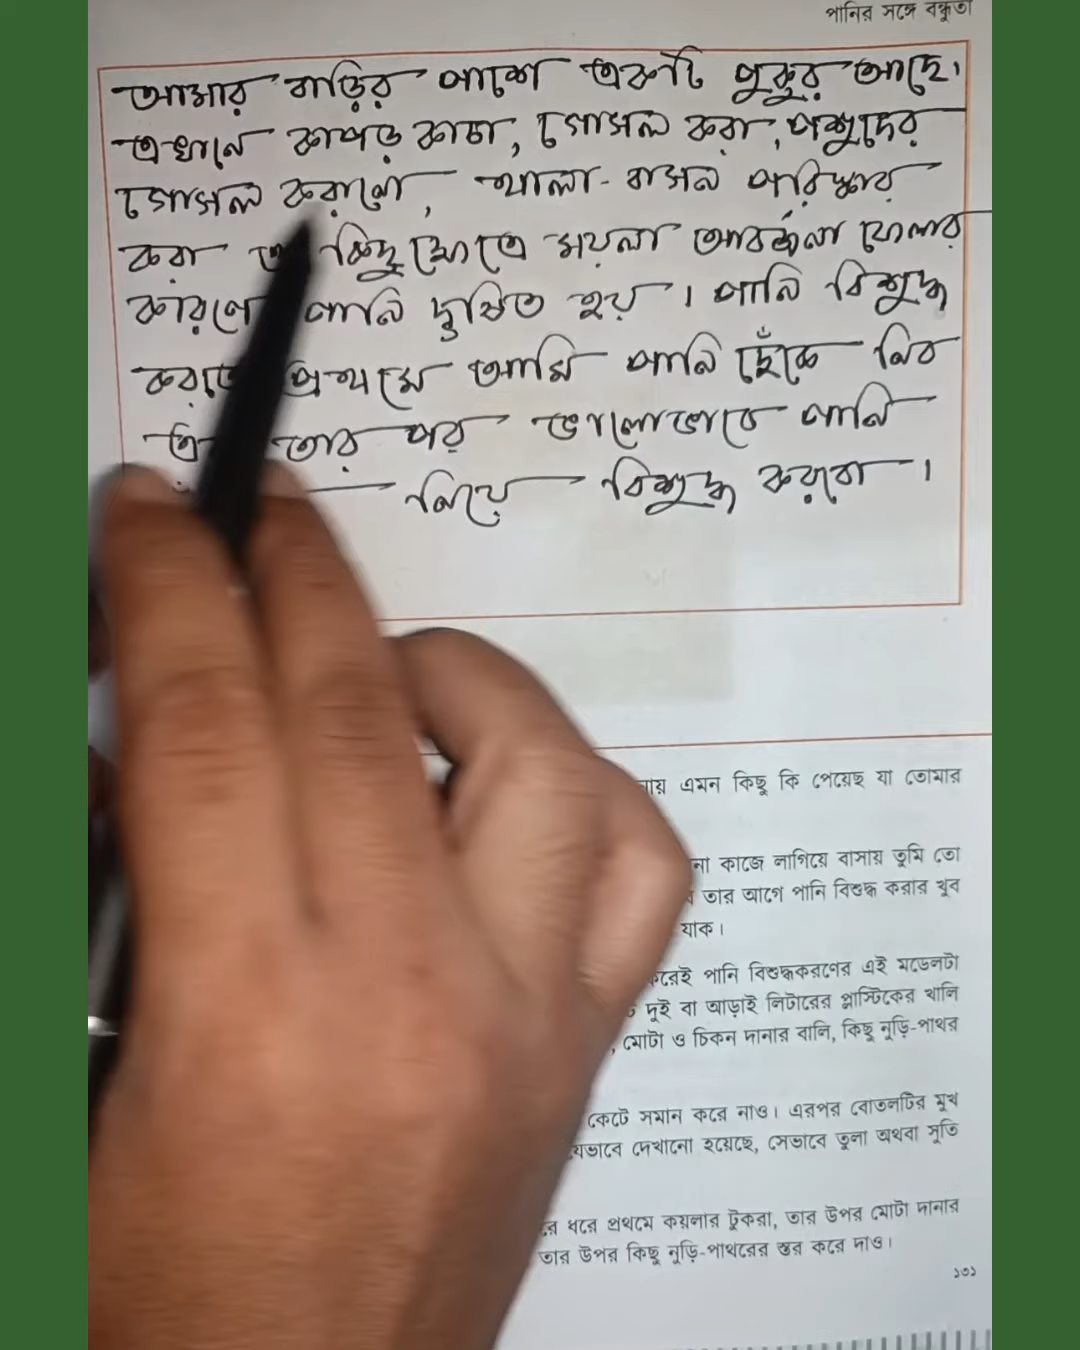 পানির সঙ্গে বন্ধুতা
আমার বাড়ির পাশে একটি পুকুর আছে।
এখানে কাপড় কাচা, গোসল করা, পশুদের
গোসল করানো, থালা-বাসন পরিষ্কার
করা কিছু ময়লা আবর্জনা ফেলার
কারণে পানি দুষিত হয়। পানি বিশুদ্ধ
করতে প্রথমে আমি পানি ছেঁকে নিব
তার পর ভালোভাবে পানি
নিয়ে বিশুদ্ধ করবো।
এমন কিছু কি পেয়েছ যা তোমার
কাজে লাগিয়ে বাসায় তুমি তো
তার আগে পানি বিশুদ্ধ করার খুব
যাক।
করেই পানি বিশুদ্ধকরণের এই মডেলটা
দুই বা আড়াই লিটারের প্লাস্টিকের খালি
, মোটা ও চিকন দানার বালি, কিছু নুড়ি-পাথর
কেটে সমান করে নাও। এরপর বোতলটির মুখ
যেভাবে দেখানো হয়েছে, সেভাবে তুলা অথবা সুতি
ধরে প্রথমে কয়লার টুকরা, তার উপর মোটা দানার
তার উপর কিছু নুড়ি-পাথরের স্তর করে দাও।
১৩১